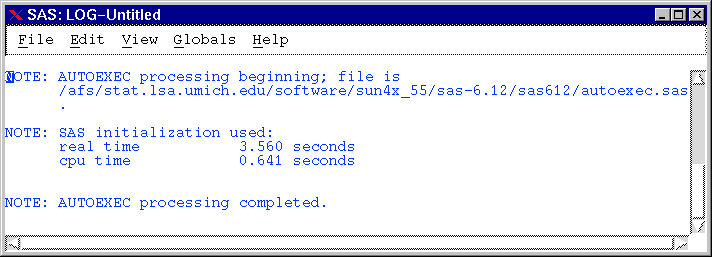 SAS: LOG-Untitled
File Edit View Globals Help
NOTE: AUTOEXEC processing beginning; file is
/afs/stat.lsa.umich.edu/software/sun4x_55/sas-6.12/sas612/autoexec.sas
.
NOTE: SAS initialization used:
real time 3.560 seconds
cpu time 0.641 seconds
NOTE: AUTOEXEC processing completed.